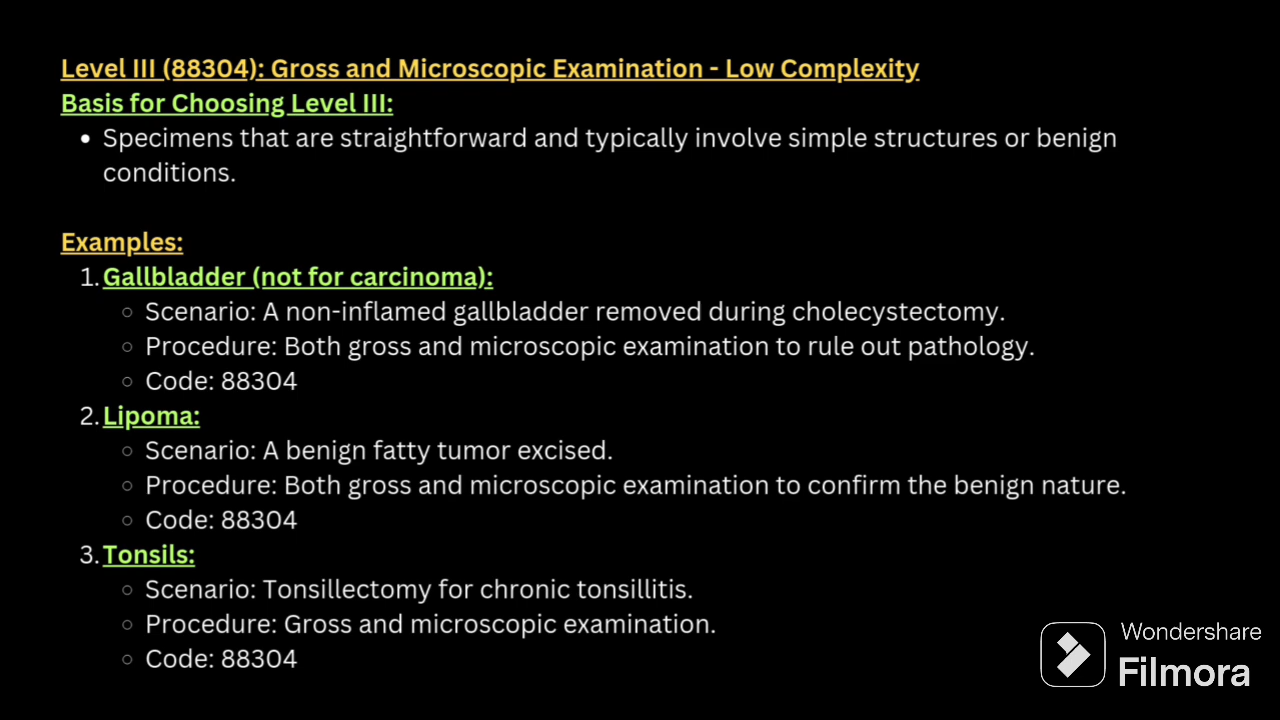 Level III (88304): Gross and Microscopic Examination - Low Complexity
Basis for Choosing Level III:
• Specimens that are straightforward and typically involve simple structures or benign
conditions.
Examples:
1. Gallbladder (not for carcinoma):
○ Scenario: A non-inflamed gallbladder removed during cholecystectomy.
○ Procedure: Both gross and microscopic examination to rule out pathology.
○ Code: 88304
2. Lipoma:
○ Scenario: A benign fatty tumor excised.
○ Procedure: Both gross and microscopic examination to confirm the benign nature.
○ Code: 88304
3. Tonsils:
○ Scenario: Tonsillectomy for chronic tonsillitis.
○ Procedure: Gross and microscopic examination.
○ Code: 88304
Wondershare
Filmora